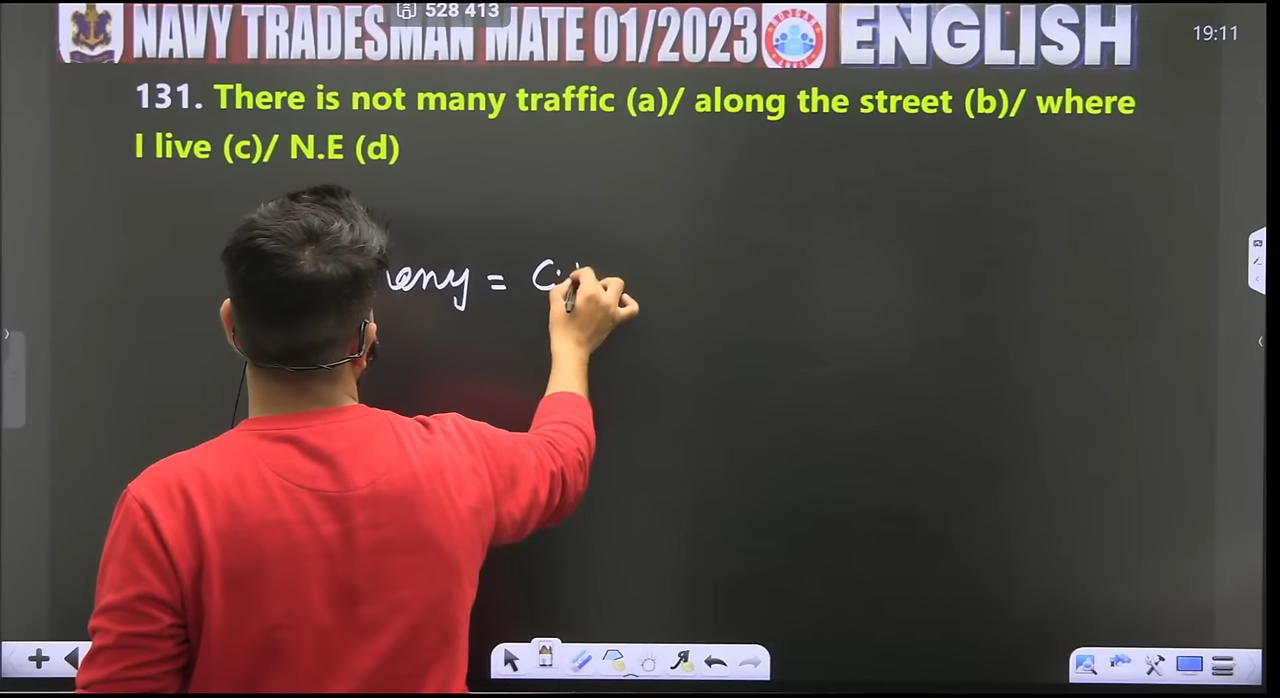 528 413
NAVY TRADESMAN MATE 01/2023 ROJGAR ENGLISH
19:11
131. There is not many traffic (a)/ along the street (b)/ where
I live (c)/ N.E (d)
= C.